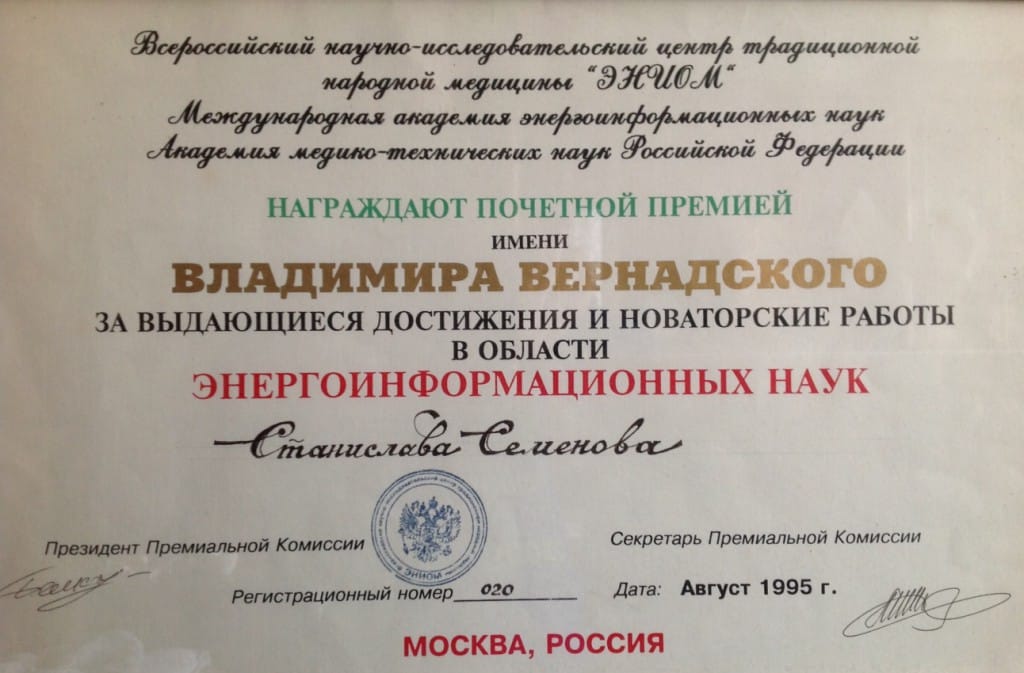 Всероссийский научно-исследовательский центр традиционной
народной медицины "ЭНИОМ"
Международная академия энергоинформационных наук
Академия медико-технических наук Российской Федерации
НАГРАЖДАЮТ ПОЧЕТНОЙ ПРЕМИЕЙ
ИМЕНИ
ВЛАДИМИРА ВЕРНАДСКОГО
ЗА ВЫДАЮЩИЕСЯ ДОСТИЖЕНИЯ И НОВАТОРСКИЕ РАБОТЫ
В ОБЛАСТИ
ЭНЕРГОИНФОРМАЦИОННЫХ НАУК
Станислава Семенова
Президент Премиальной Комиссии
Секретарь Премиальной Комиссии
ЭНИОМ
Регистрационный номер 020
Дата: Август 1995 г.
МОСКВА, РОССИЯ